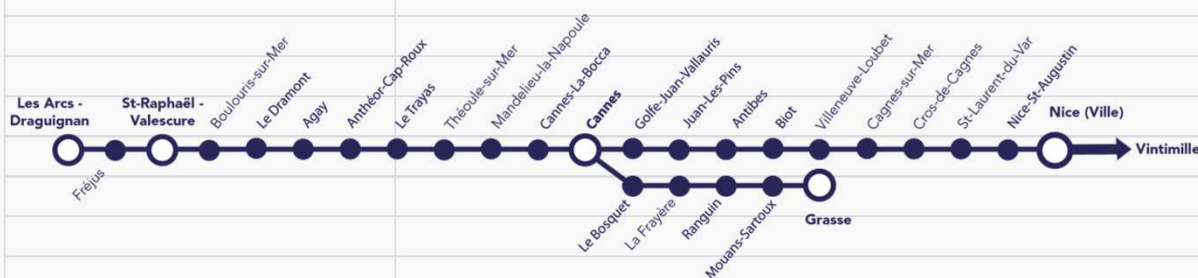 Les Arcs -
Draguignan
Fréjus
St-Raphaël -
Valescure
Boulouris-sur-Mer
Le Dramont
Agay
Anthéor-Cap-Roux
Le Trayas
Théoule-sur-Mer
Mandelieu-la-Napoule
Cannes-La-Bocca
Cannes
Golfe-Juan-Vallauris
Juan-Les-Pins
Antibes
Biot
Villeneuve-Loubet
Cagnes-sur-Mer
Cros-de-Cagnes
St-Laurent-du-Var
Nice-St-Augustin
Nice (Ville)
Vintimille
Le Bosquet
La Frayère
Ranguin
Mouans-Sartoux
Grasse